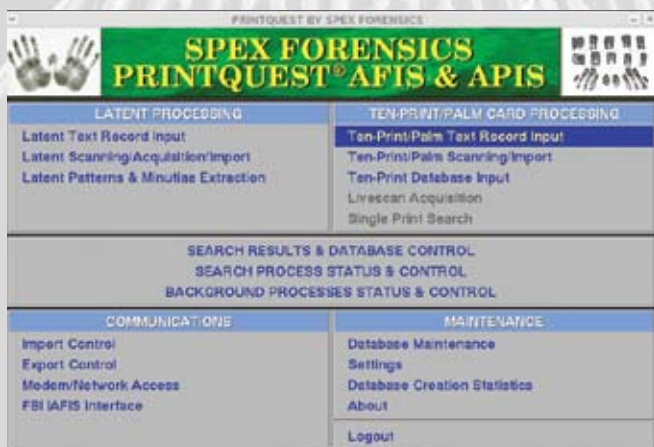 PRINTQUEST BY SPEX FORENSICS
SPEX FORENSICS
PRINTQUEST® AFIS & APIS
LATENT PROCESSING
Latent Text Record Input
Latent Scanning/Acquisition/Import
Latent Patterns & Minutiae Extraction
TEN-PRINT/PALM CARD PROCESSING
Ten-Print/Palm Text Record Input
Ten-Print/Palm Scanning/Import
Ten-Print Database Input
Livescan Acquisition
Single Print Search
SEARCH RESULTS & DATABASE CONTROL
SEARCH PROCESS STATUS & CONTROL
BACKGROUND PROCESSES STATUS & CONTROL
COMMUNICATIONS
Import Control
Export Control
Modem/Network Access
FBI IAFIS Interface
MAINTENANCE
Database Maintenance
Settings
Database Creation Statistics
About
Logout